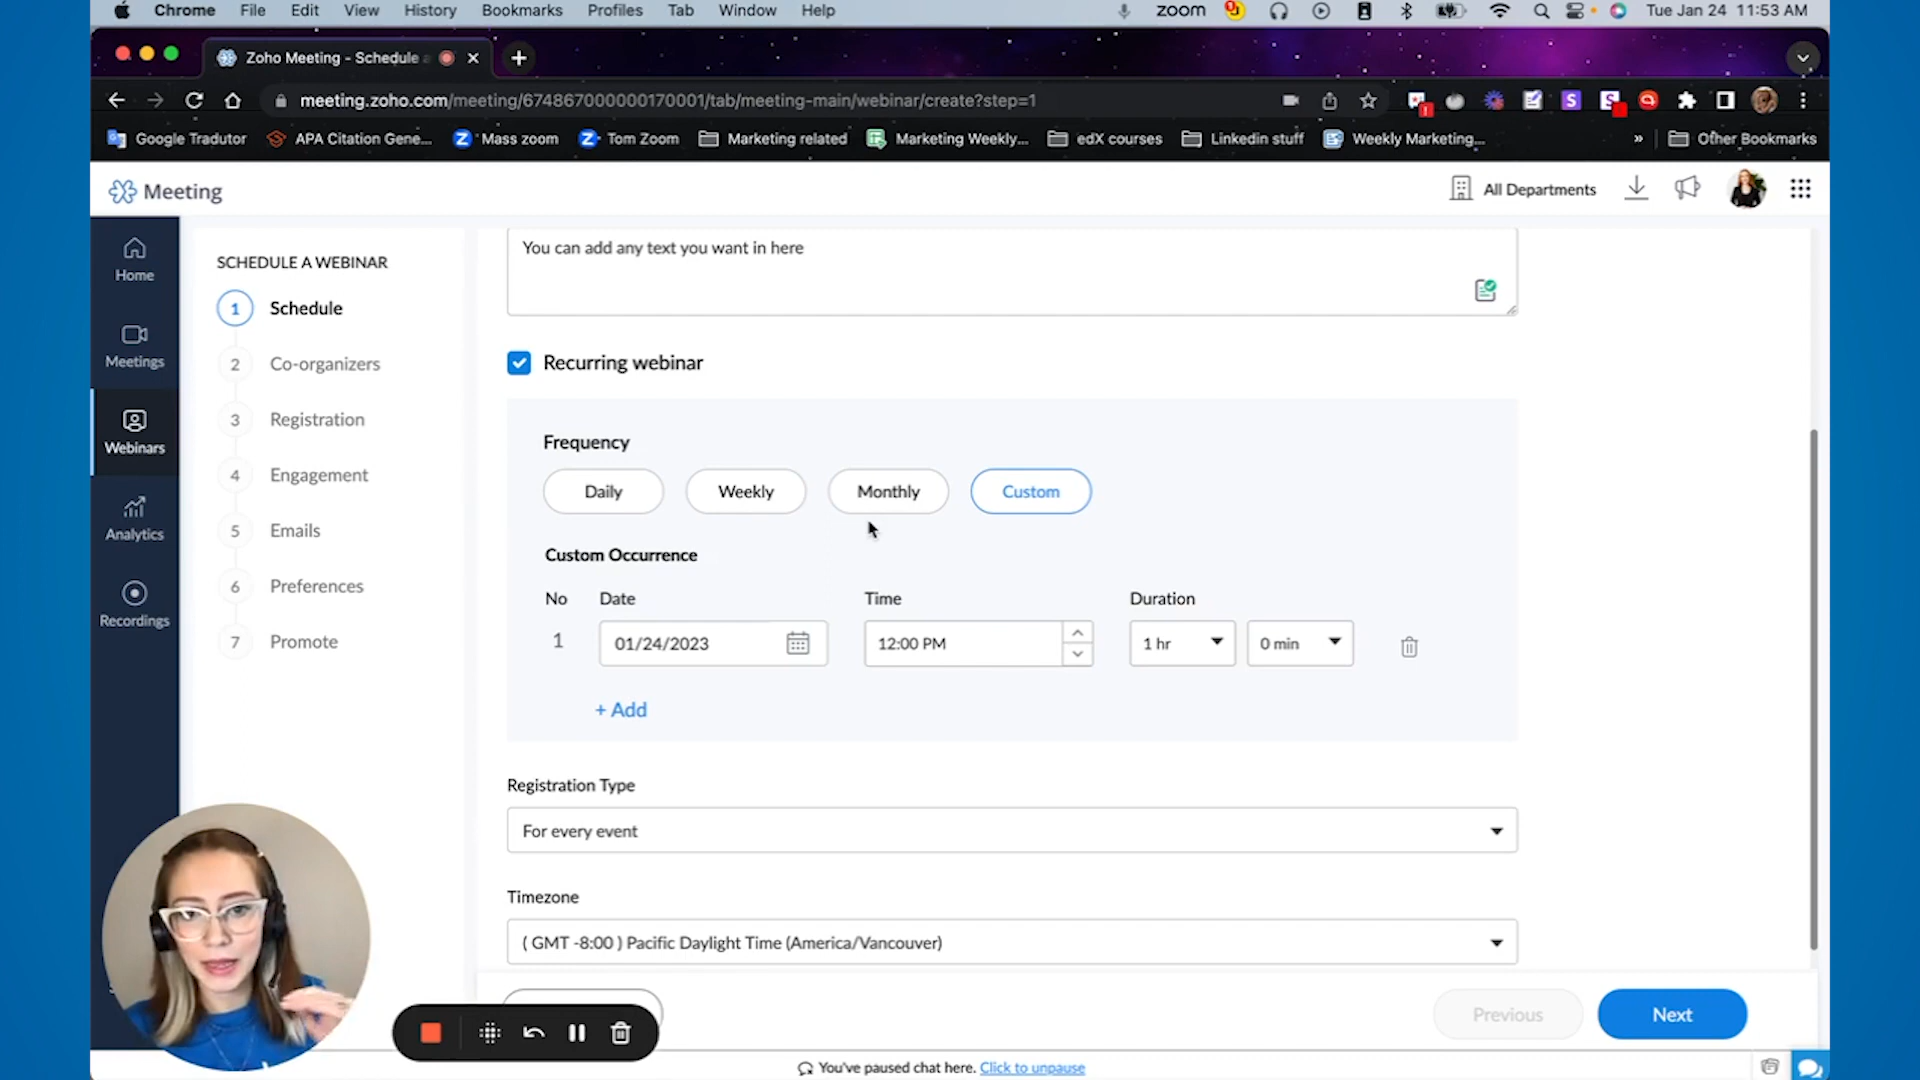 Chrome File Edit View History Bookmarks Profiles Tab Window Help zoom Tue Jan 24 11:53 AM
Zoho Meeting - Schedule
meeting.zoho.com/meeting/674867000000170001/tab/meeting-main/webinar/create?step=1
Google Tradutor APA Citation Gene... Mass zoom Tom Zoom Marketing related Marketing Weekly... edX courses Linkedin stuff Weekly Marketing... » Other Bookmarks
Meeting All Departments
Home
Meetings
Webinars
Analytics
Recordings
SCHEDULE A WEBINAR
1 Schedule
2 Co-organizers
3 Registration
4 Engagement
5 Emails
6 Preferences
7 Promote
You can add any text you want in here
Recurring webinar
Frequency
Daily Weekly Monthly Custom
Custom Occurrence
No Date Time Duration
1 01/24/2023 12:00 PM 1 hr 0 min
+ Add
Registration Type
For every event
Timezone
( GMT -8:00 ) Pacific Daylight Time (America/Vancouver)
Previous Next
You've paused chat here. Click to unpause